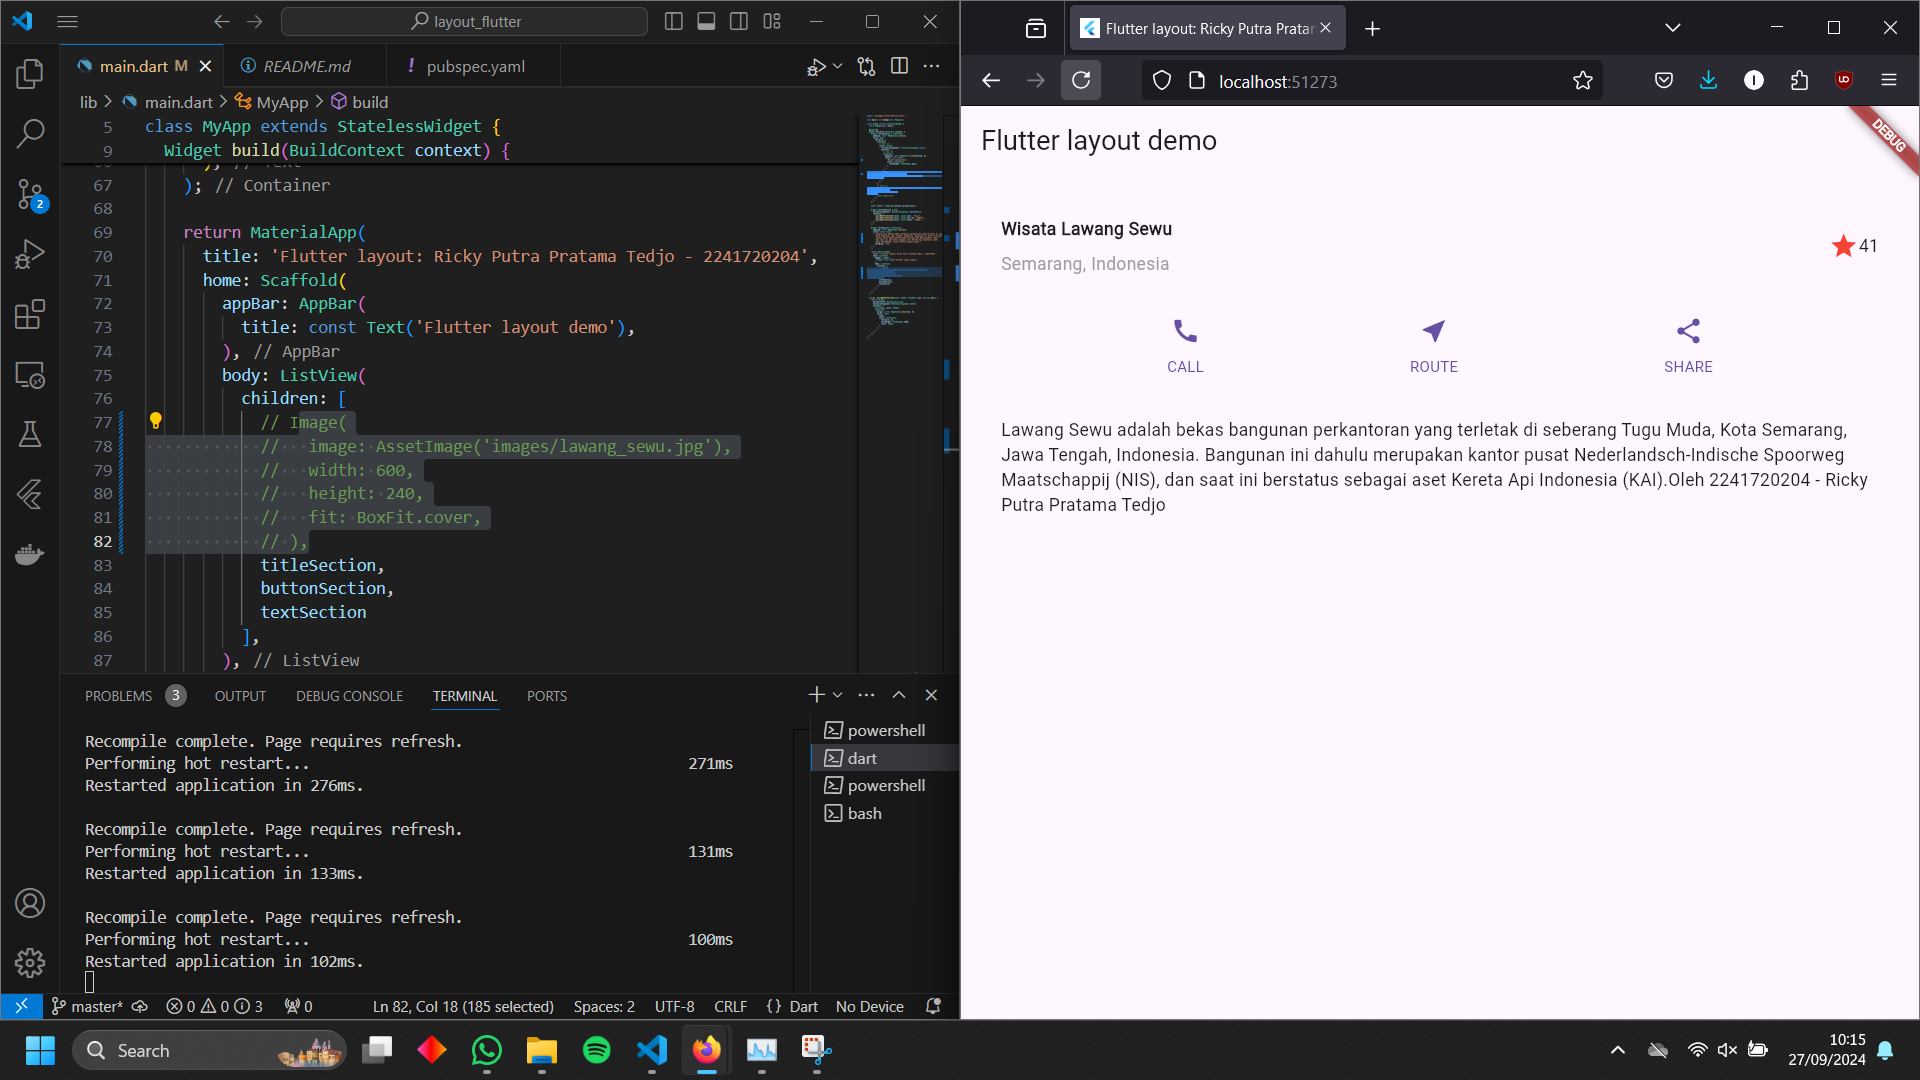 layout_flutter
main.dart M
README.md
! pubspec.yaml
lib > main.dart > MyApp > build
5 class MyApp extends StatelessWidget {
9 Widget build(BuildContext context) {
67 ); // Container
68
69 return MaterialApp(
70 title: 'Flutter layout: Ricky Putra Pratama Tedjo - 2241720204',
71 home: Scaffold(
72 appBar: AppBar(
73 title: const Text('Flutter layout demo'),
74 ), // AppBar
75 body: ListView(
76 children: [
77 // Image(
78 //   image: AssetImage('images/lawang_sewu.jpg'),
79 //   width: 600,
80 //   height: 240,
81 //   fit: BoxFit.cover,
82 // ),
83 titleSection,
84 buttonSection,
85 textSection
86 ],
87 ), // ListView
PROBLEMS 3 OUTPUT DEBUG CONSOLE TERMINAL PORTS
Recompile complete. Page requires refresh.
Performing hot restart... 271ms
Restarted application in 276ms.
Recompile complete. Page requires refresh.
Performing hot restart... 131ms
Restarted application in 133ms.
Recompile complete. Page requires refresh.
Performing hot restart... 100ms
Restarted application in 102ms.
powershell
dart
powershell
bash
2
master* 0 0 3 0 Ln 82, Col 18 (185 selected) Spaces: 2 UTF-8 CRLF {} Dart No Device
Flutter layout: Ricky Putra Pratam
localhost:51273
Flutter layout demo
DEBUG
Wisata Lawang Sewu
Semarang, Indonesia
41
CALL
ROUTE
SHARE
Lawang Sewu adalah bekas bangunan perkantoran yang terletak di seberang Tugu Muda, Kota Semarang,
Jawa Tengah, Indonesia. Bangunan ini dahulu merupakan kantor pusat Nederlandsch-Indische Spoorweg
Maatschappij (NIS), dan saat ini berstatus sebagai aset Kereta Api Indonesia (KAI).Oleh 2241720204 - Ricky
Putra Pratama Tedjo
Search
10:15
27/09/2024